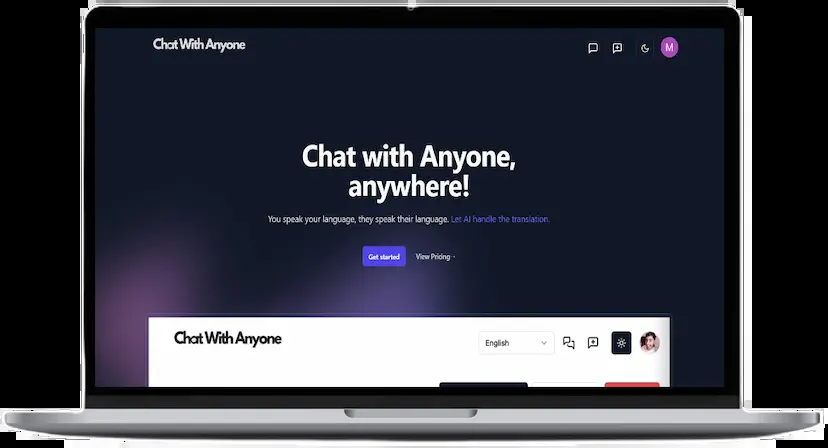 Chat With Anyone
M
Chat with Anyone,
anywhere!
You speak your language, they speak their language. Let AI handle the translation.
Get started
View Pricing ›
Chat With Anyone
English